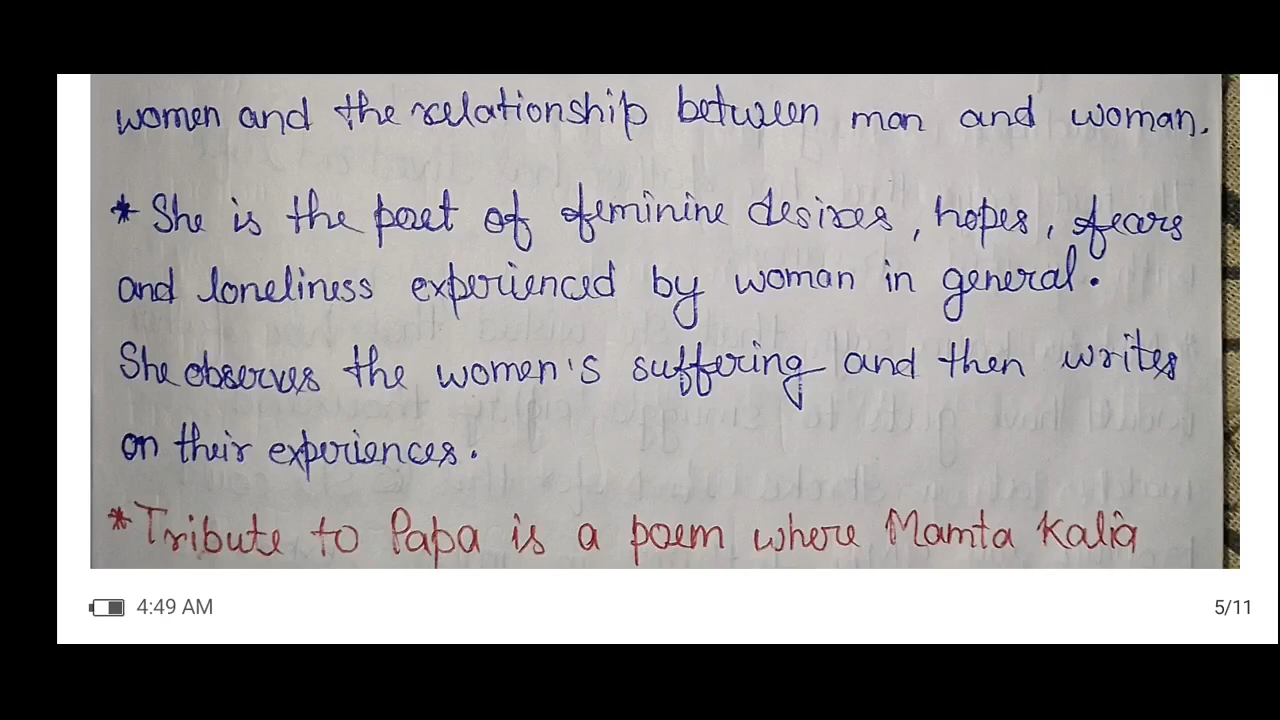 women and the relationship between man and woman.
* She is the poet of feminine desires, hopes, fears
and loneliness experienced by woman in general.
She observes the women's suffering and then writes
on their experiences.
* Tribute to Papa is a poem where Mamta Kalia
4:49 AM
5/11